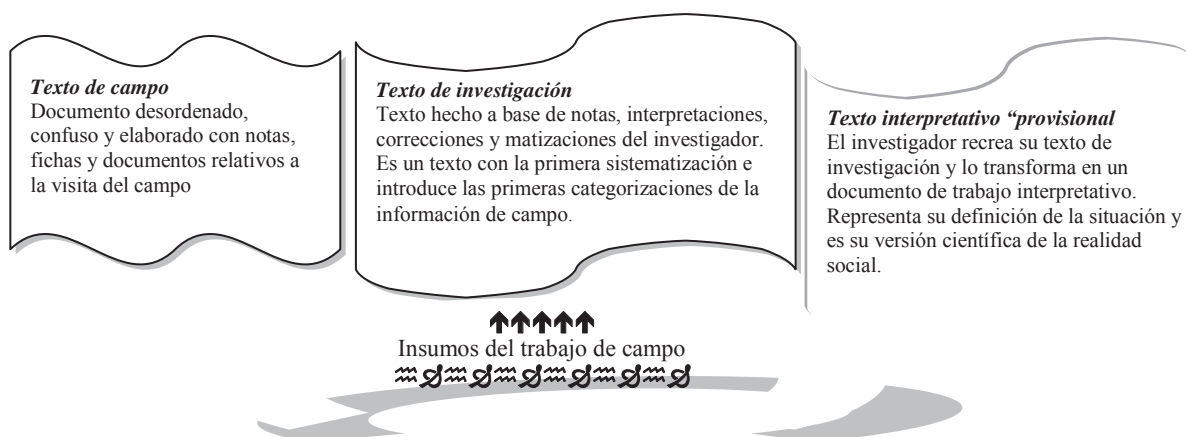 Texto de campo
Documento desordenado,
confuso y elaborado con notas,
fichas y documentos relativos a
la visita del campo
Texto de investigación
Texto hecho a base de notas, interpretaciones,
correcciones y matizaciones del investigador.
Es un texto con la primera sistematización e
introduce las primeras categorizaciones de la
información de campo.
Texto interpretativo “provisional
El investigador recrea su texto de
investigación y lo transforma en un
documento de trabajo interpretativo.
Representa su definición de la situación y
es su versión científica de la realidad
social.
Insumos del trabajo de campo